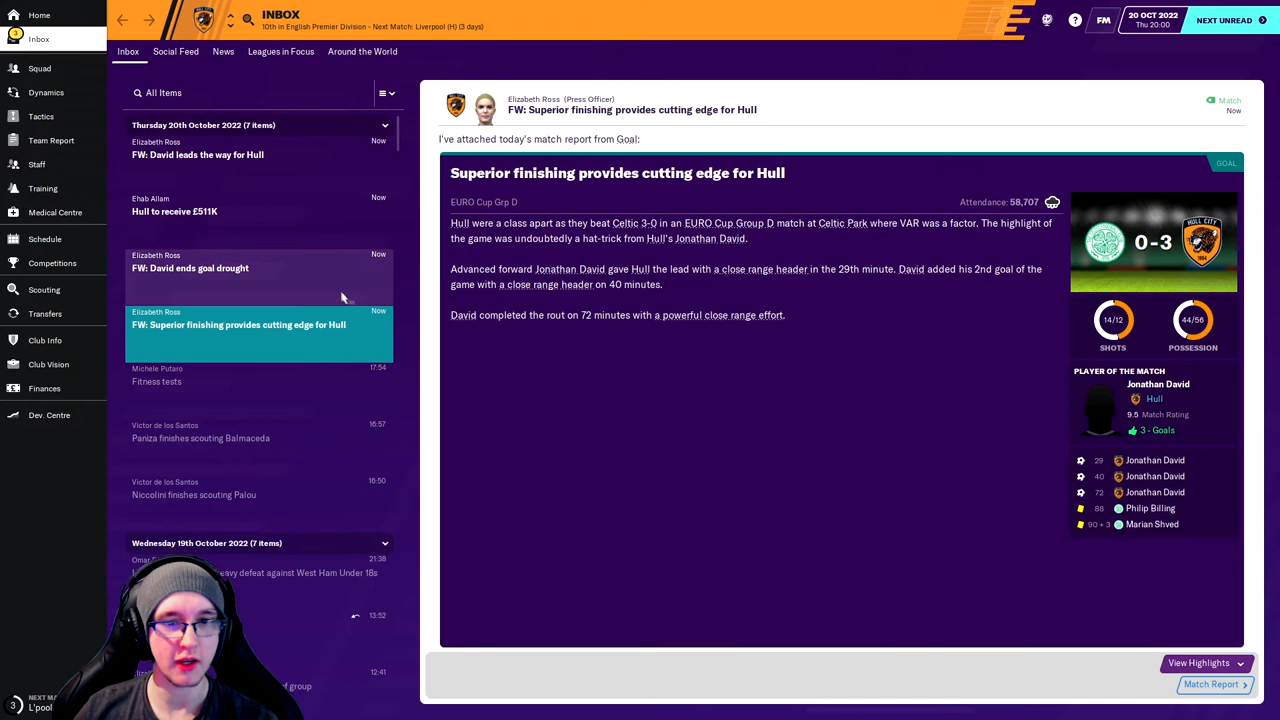 Home
3
Inbox
Squad
Dynamics
Tactics
Team Report
Staff
Training
Medical Centre
Schedule
Competitions
Scouting
Transfers
Club Info
Club Vision
Finances
Dev. Centre
3
NEXT MA
L'pool
INBOX
10th in English Premier Division - Next Match: Liverpool (H) (3 days)
?
FM
20 OCT 2022
Thu 20:00
NEXT UNREAD
Inbox
Social Feed
News
Leagues in Focus
Around the World
All Items
Thursday 20th October 2022 (7 items)
Elizabeth Ross
Now
FW: David leads the way for Hull
Ehab Allam
Now
Hull to receive £511K
Elizabeth Ross
Now
FW: David ends goal drought
Elizabeth Ross
Now
FW: Superior finishing provides cutting edge for Hull
Michele Putaro
17:54
Fitness tests
Victor de los Santos
16:57
Paniza finishes scouting Balmaceda
Victor de los Santos
16:50
Niccolini finishes scouting Palou
Wednesday 19th October 2022 (7 items)
21:38
eavy defeat against West Ham Under 18s
13:52
12:41
of group
Elizabeth Ross (Press Officer)
FW: Superior finishing provides cutting edge for Hull
Match
Now
I've attached today's match report from Goal:
GOAL
Superior finishing provides cutting edge for Hull
EURO Cup Grp D
Attendance: 58,707
Hull were a class apart as they beat Celtic 3-0 in an EURO Cup Group D match at Celtic Park where VAR was a factor. The highlight of
the game was undoubtedly a hat-trick from Hull's Jonathan David.
Advanced forward Jonathan David gave Hull the lead with a close range header in the 29th minute. David added his 2nd goal of the
game with a close range header on 40 minutes.
David completed the rout on 72 minutes with a powerful close range effort.
0-3
HULL CITY
1904
14/12
SHOTS
44/56
POSSESSION
PLAYER OF THE MATCH
Jonathan David
Hull
9.5 Match Rating
3 - Goals
29 Jonathan David
40 Jonathan David
72 Jonathan David
88 Philip Billing
90 + 3 Marian Shved
View Highlights
Match Report